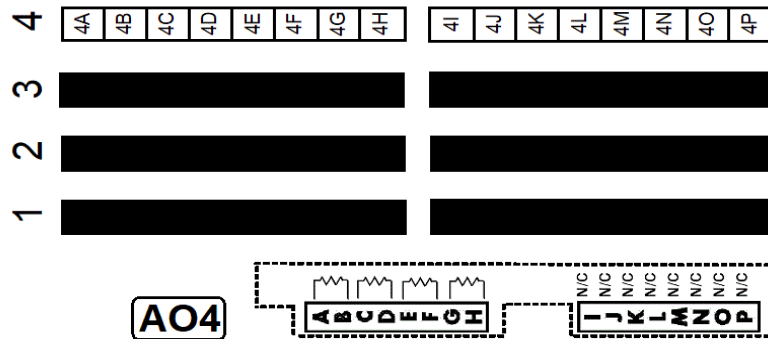 4 4A 4B 4C 4D 4E 4F 4G 4H 4I 4J 4K 4L 4M 4N 4O 4P
3
2
1
N/C N/C N/C N/C N/C N/C N/C N/C
AO4 A B C D E F G H I J K L M N O P